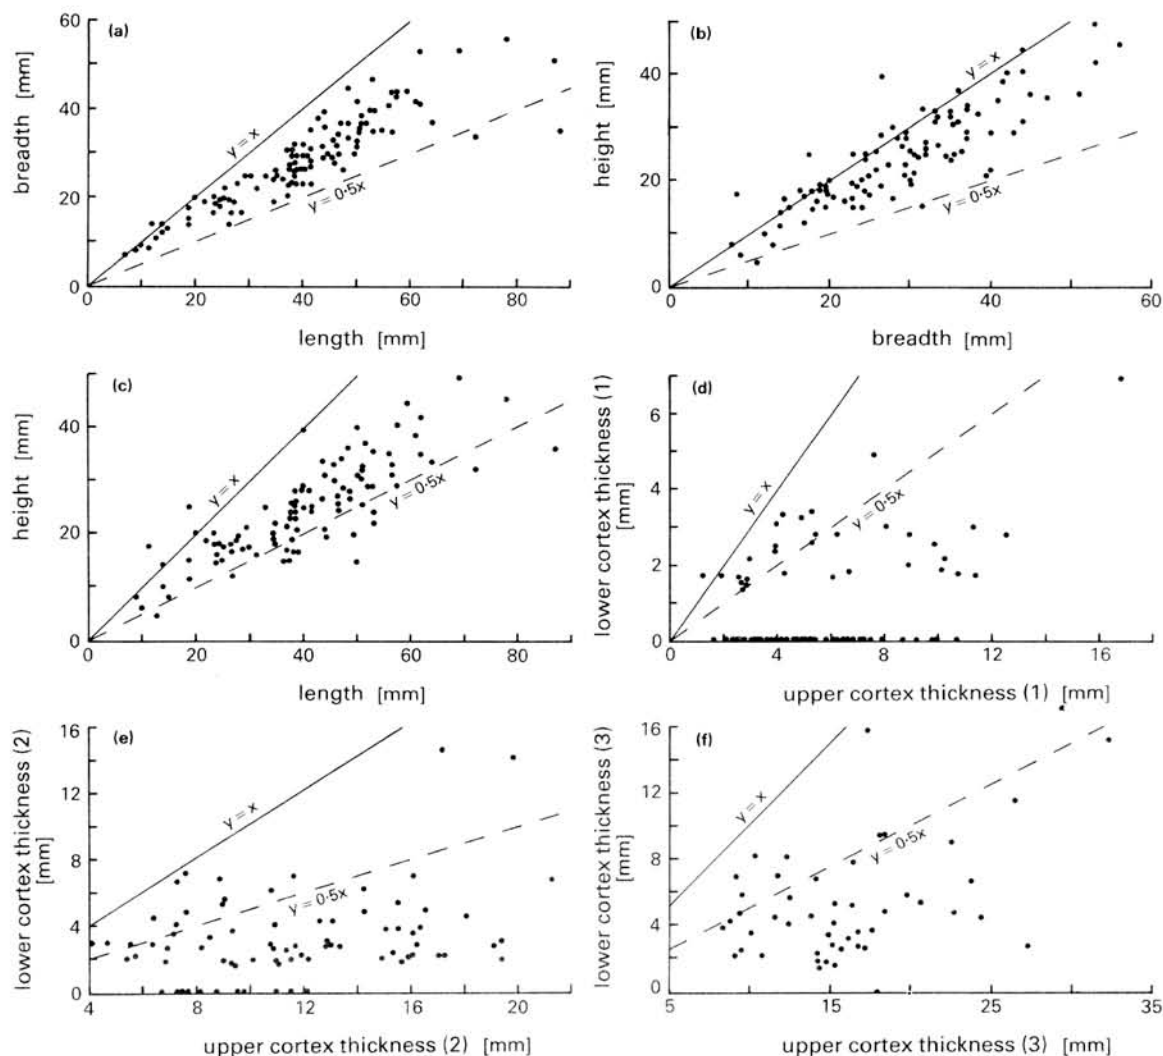 (a)
60
40
20
0
breadth [mm]
y = x
y = 0·5x
0 20 40 60 80
length [mm]
(b)
60
40
20
0
height [mm]
y = x
y = 0·5x
0 20 40 60
breadth [mm]
(c)
40
20
0
height [mm]
y = x
y = 0·5x
0 20 40 60 80
length [mm]
(d)
6
4
2
0
lower cortex thickness (1)
[mm]
y = x
y = 0·5x
0 4 8 12 16
upper cortex thickness (1) [mm]
(e)
16
12
8
4
0
lower cortex thickness (2)
[mm]
y = x
y = 0·5x
4 8 12 16 20
upper cortex thickness (2) [mm]
(f)
16
12
8
4
0
lower cortex thickness (3)
[mm]
y = x
y = 0·5x
5 15 25 35
upper cortex thickness (3) [mm]